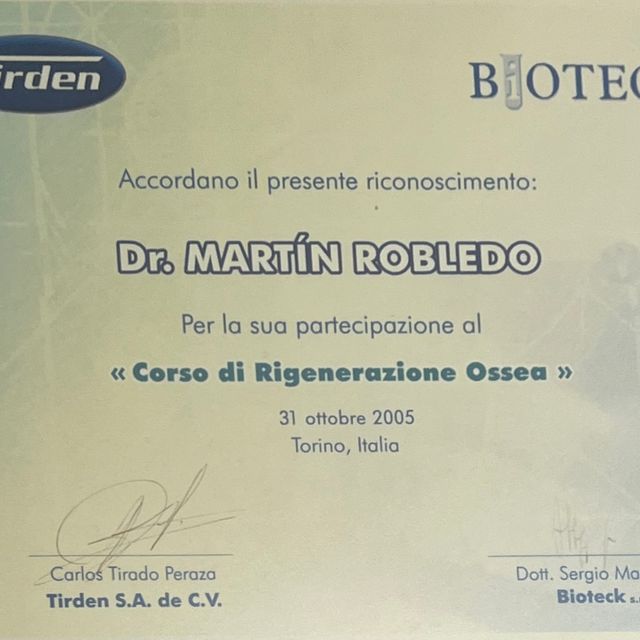 irden
BIOTEC
Accordano il presente riconoscimento:
Dr. MARTÍN ROBLEDO
Per la sua partecipazione al
« Corso di Rigenerazione Ossea »
31 ottobre 2005
Torino, Italia
Carlos Tirado Peraza
Dott. Sergio Ma
Tirden S.A. de C.V.
Bioteck s.